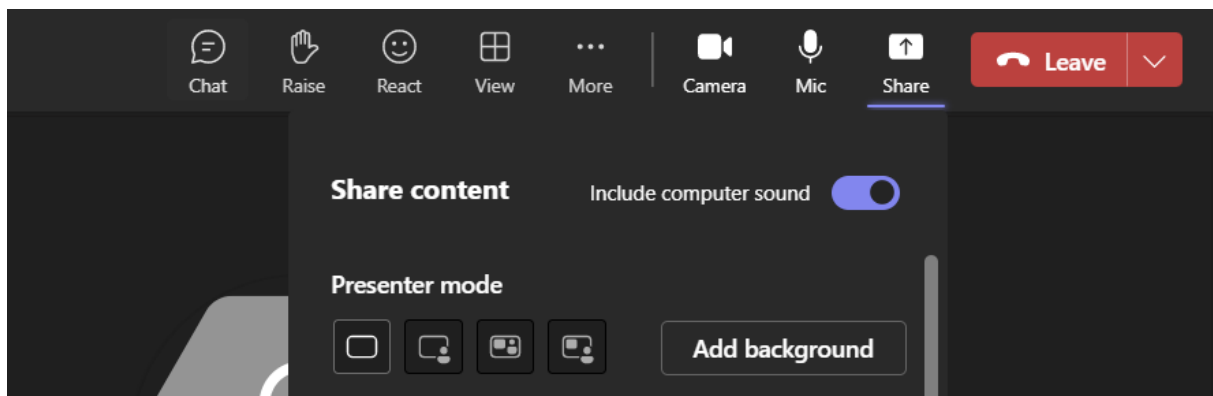 Chat Raise React View More Camera Mic Share Leave
Share content Include computer sound
Presenter mode
Add background